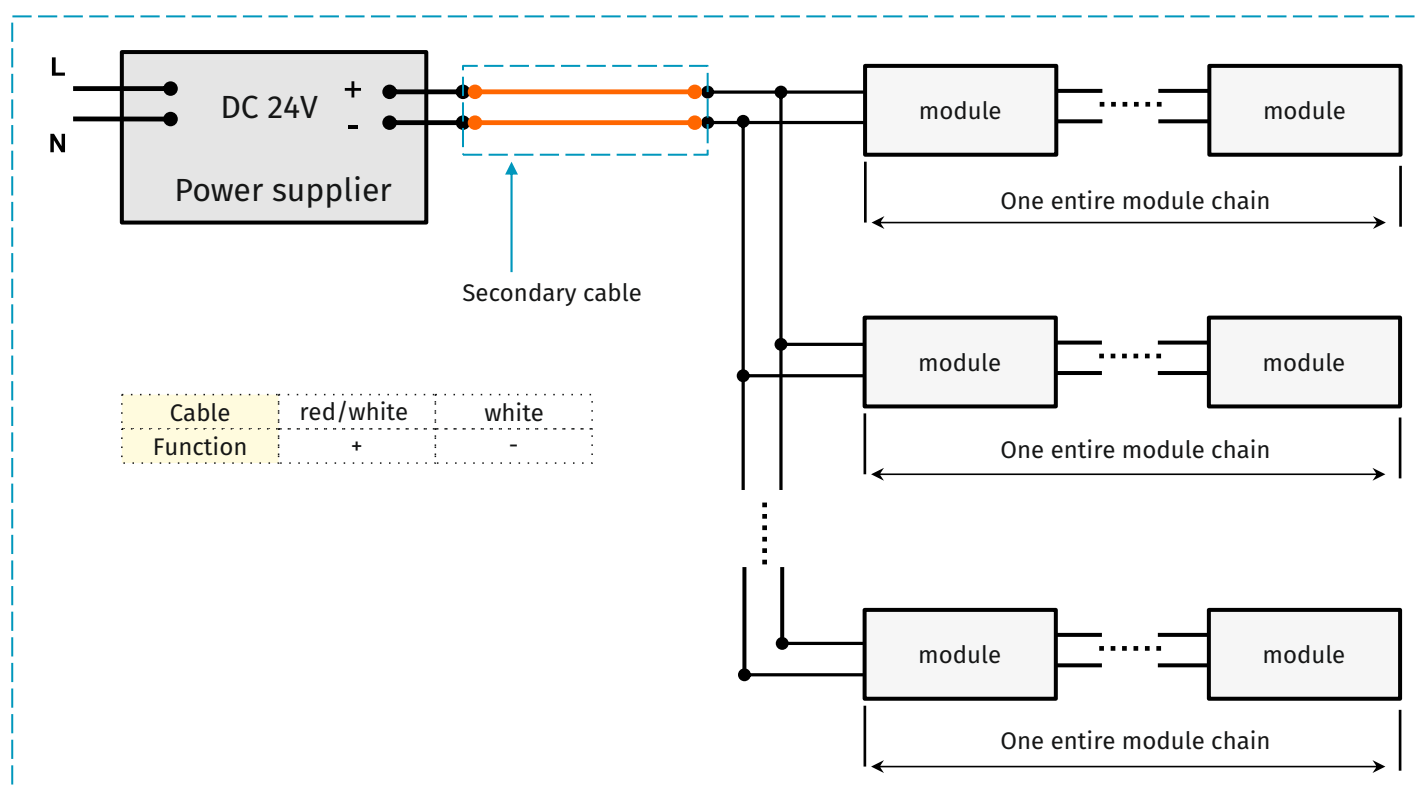 L
N
DC 24V
+
-
Power supplier
Secondary cable
module
module
One entire module chain
module
module
One entire module chain
Cable red/white white
Function + -
module
module
One entire module chain